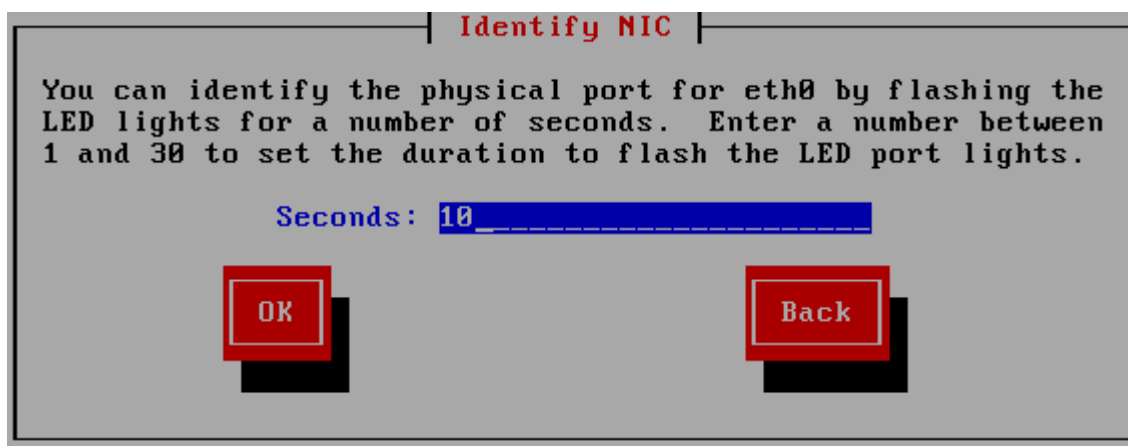 Identify NIC
You can identify the physical port for eth0 by flashing the
LED lights for a number of seconds.  Enter a number between
1 and 30 to set the duration to flash the LED port lights.
Seconds: 10______________________
OK Back